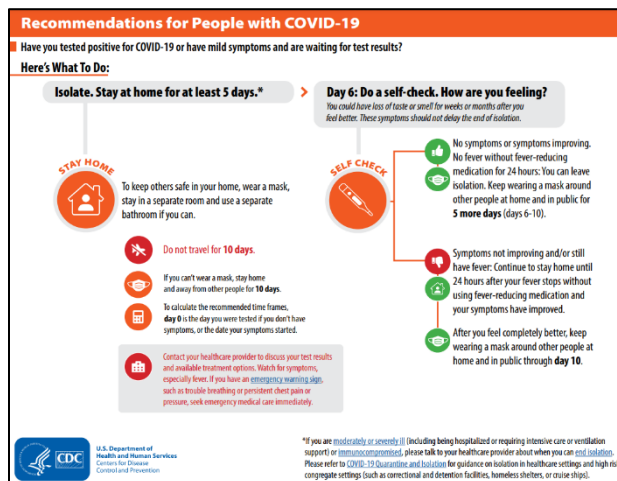 Recommendations for People with COVID-19
Have you tested positive for COVID-19 or have mild symptoms and are waiting for test results?
Here's What To Do:
Isolate. Stay at home for at least 5 days.*
STAY HOME
To keep others safe in your home, wear a mask,
stay in a separate room and use a separate
bathroom if you can.
Do not travel for 10 days.
If you can't wear a mask, stay home
and away from other people for 10 days.
To calculate the recommended time frames,
day 0 is the day you were tested if you don't have
symptoms, or the date your symptoms started.
Contact your healthcare provider to discuss your test results
and available treatment options. Watch for symptoms,
especially fever. If you have an emergency warning sign,
such as trouble breathing or persistent chest pain or
pressure, seek emergency medical care immediately.
Day 6: Do a self-check. How are you feeling?
You could have loss of taste or smell for weeks or months after you
feel better. These symptoms should not delay the end of isolation.
SELF CHECK
No symptoms or symptoms improving.
No fever without fever-reducing
medication for 24 hours: You can leave
isolation. Keep wearing a mask around
other people at home and in public for
5 more days (days 6-10).
Symptoms not improving and/or still
have fever: Continue to stay home until
24 hours after your fever stops without
using fever-reducing medication and
your symptoms have improved.
After you feel completely better, keep
wearing a mask around other people at
home and in public through day 10.
CDC
U.S. Department of
Health and Human Services
Centers for Disease
Control and Prevention
*If you are moderately or severely ill (including being hospitalized or requiring intensive care or ventilation
support) or immunocompromised, please talk to your healthcare provider about when you can end isolation.
Please refer to COVID-19 Quarantine and Isolation for guidance on isolation in healthcare settings and high ris
congregate settings (such as correctional and detention facilities, homeless shelters, or cruise ships).